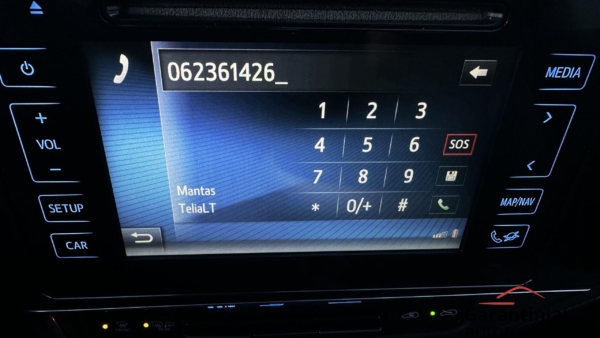 062361426_
MEDIA
1 2 3
+
VOL
-
4 5 6 SOS
7 8 9
Mantas
TeliaLT
* 0/+ #
SETUP
MAP/NAV
CAR